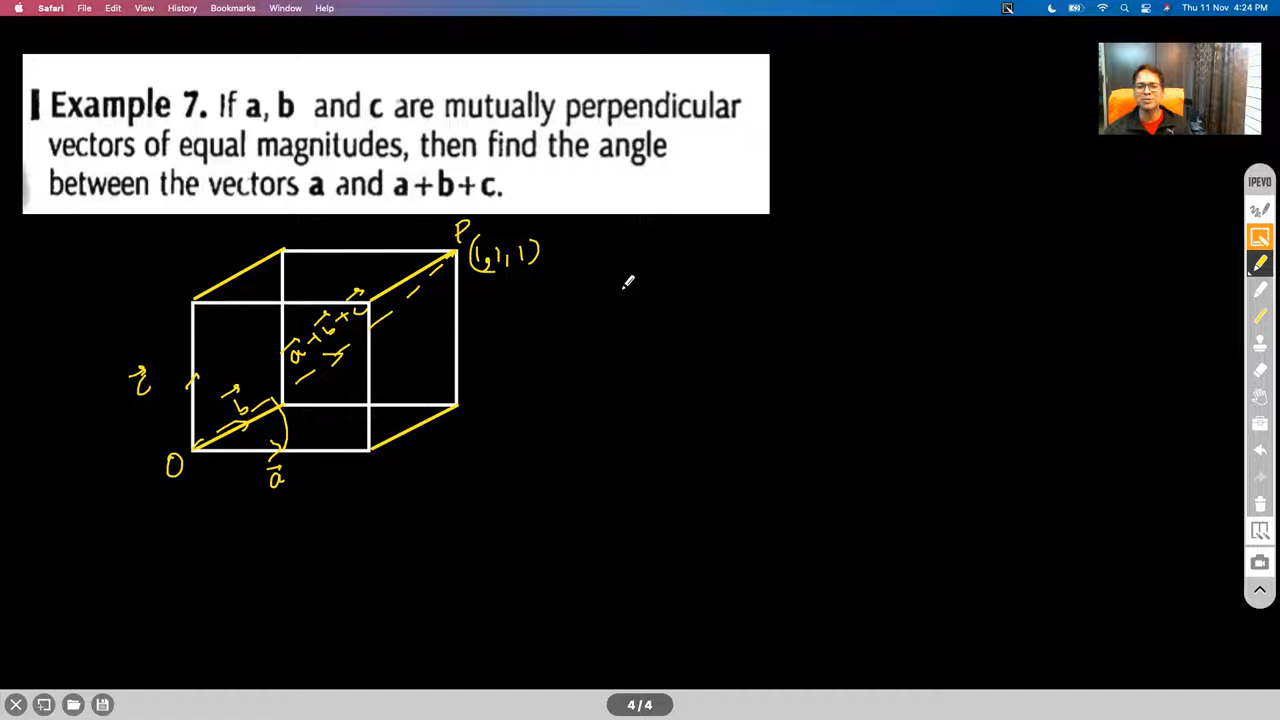 Safari File Edit View History Bookmarks Window Help Thu 11 Nov 4:24 PM
Example 7. If a, b and c are mutually perpendicular
vectors of equal magnitudes, then find the angle
between the vectors a and a+b+c.
P
(1,1,1)
a⃗+b⃗+c⃗
c⃗
b⃗
O
a⃗
IPEVO
4/4